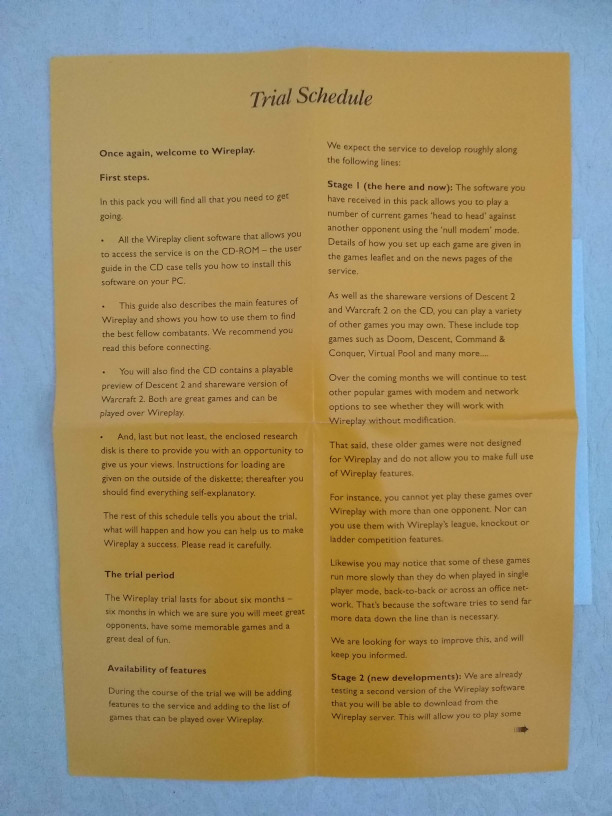 Trial Schedule
Once again, welcome to Wireplay.
First steps.
In this pack you will find all that you need to get
going.
• All the Wireplay client software that allows you
to access the service is on the CD-ROM – the user
guide in the CD case tells you how to install this
software on your PC.
• This guide also describes the main features of
Wireplay and shows you how to use them to find
the best fellow combatants. We recommend you
read this before connecting.
• You will also find the CD contains a playable
preview of Descent 2 and shareware version of
Warcraft 2. Both are great games and can be
played over Wireplay.
• And, last but not least, the enclosed research
disk is there to provide you with an opportunity to
give us your views. Instructions for loading are
given on the outside of the diskette; thereafter you
should find everything self-explanatory.
The rest of this schedule tells you about the trial,
what will happen and how you can help us to make
Wireplay a success. Please read it carefully.
The trial period
The Wireplay trial lasts for about six months –
six months in which we are sure you will meet great
opponents, have some memorable games and a
great deal of fun.
Availability of features
During the course of the trial we will be adding
features to the service and adding to the list of
games that can be played over Wireplay.
We expect the service to develop roughly along
the following lines:
Stage 1 (the here and now): The software you
have received in this pack allows you to play a
number of current games 'head to head' against
another opponent using the 'null modem' mode.
Details of how you set up each game are given in
the games leaflet and on the news pages of the
service.
As well as the shareware versions of Descent 2
and Warcraft 2 on the CD, you can play a variety
of other games you may own. These include top
games such as Doom, Descent, Command &
Conquer, Virtual Pool and many more....
Over the coming months we will continue to test
other popular games with modem and network
options to see whether they will work with
Wireplay without modification.
That said, these older games were not designed
for Wireplay and do not allow you to make full use
of Wireplay features.
For instance, you cannot yet play these games over
Wireplay with more than one opponent. Nor can
you use them with Wireplay's league, knockout or
ladder competition features.
Likewise you may notice that some of these games
run more slowly than they do when played in single
player mode, back-to-back or across an office net-
work. That's because the software tries to send far
more data down the line than is necessary.
We are looking for ways to improve this, and will
keep you informed.
Stage 2 (new developments): We are already
testing a second version of the Wireplay software
that you will be able to download from the
Wireplay server. This will allow you to play some